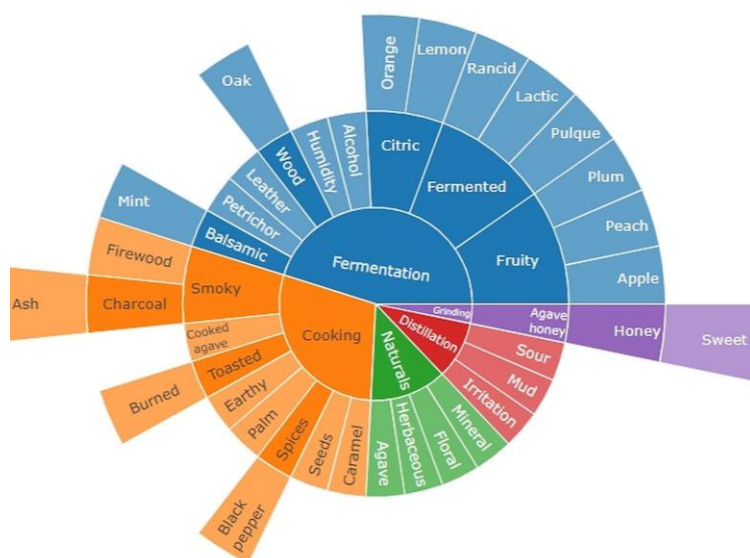 Orange
Lemon
Rancid
Lactic
Pulque
Plum
Peach
Apple
Oak
Mint
Citric
Fermented
Fruity
Alcohol
Humidity
Wood
Leather
Petrichor
Balsamic
Fermentation
Firewood
Smoky
Ash
Charcoal
Cooking
Cooked
agave
Toasted
Burned
Earthy
Palm
Spices
Black
pepper
Seeds
Caramel
Naturals
Agave
Herbaceous
Floral
Mineral
Distillation
Irritation
Mud
Sour
Grinding
Agave
honey
Honey
Sweet